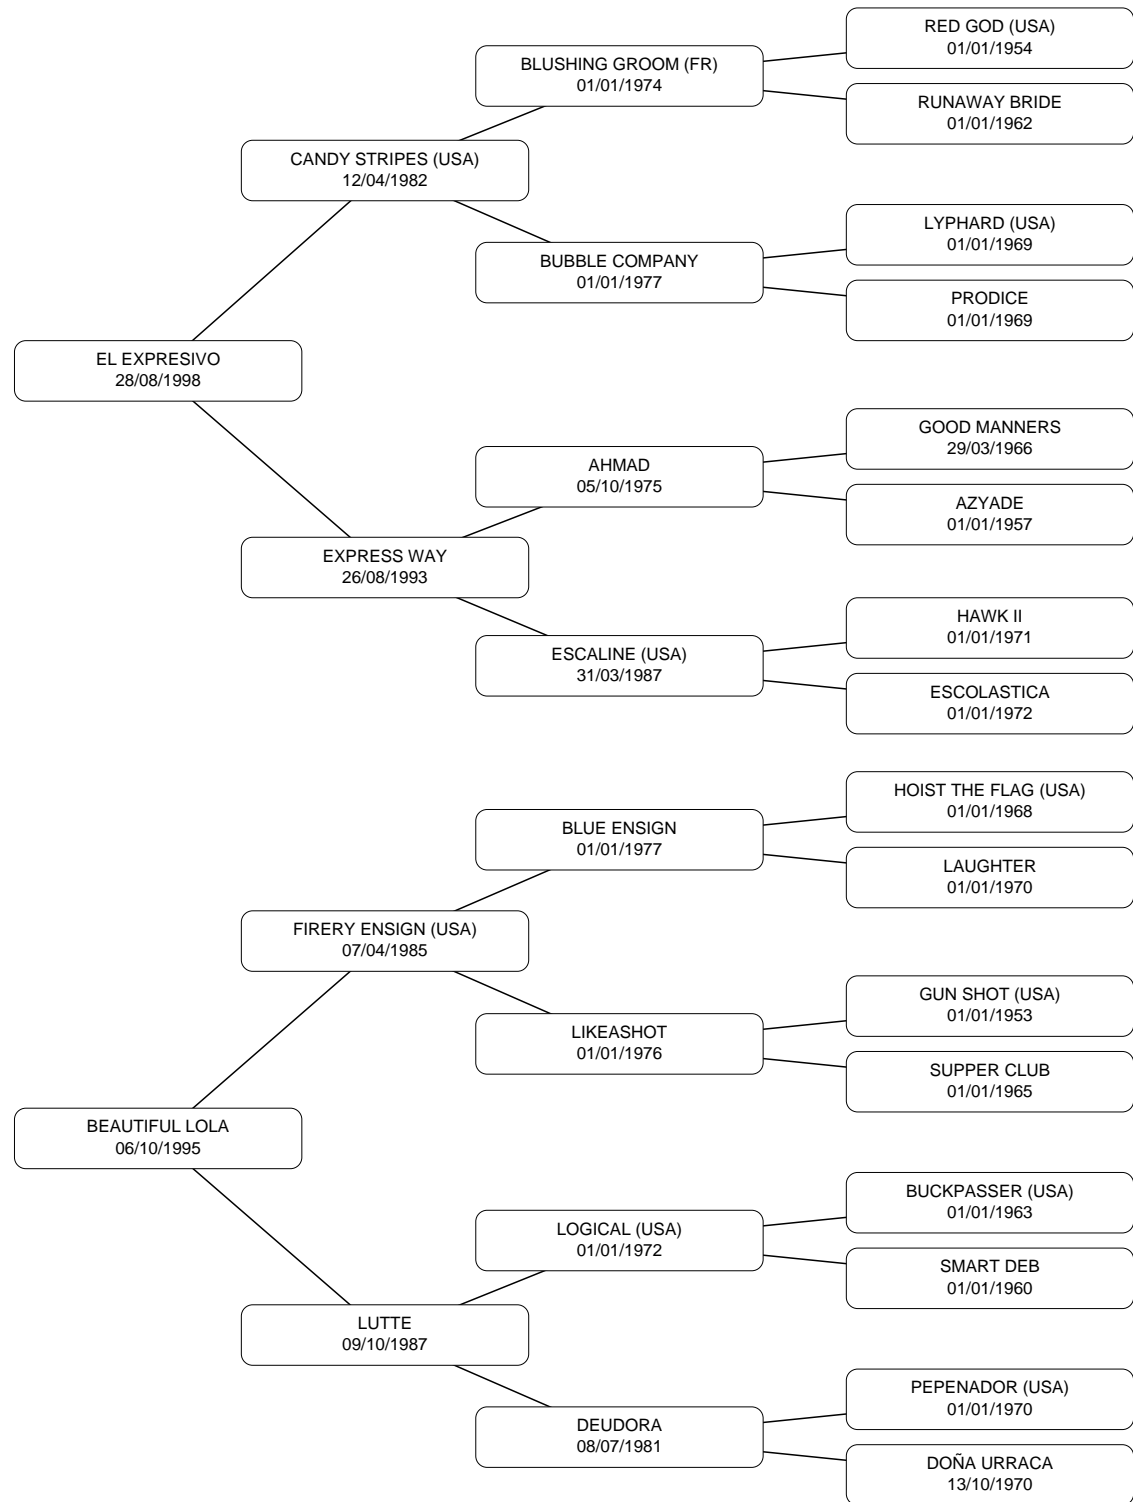 RED GOD (USA)
01/01/1954
BLUSHING GROOM (FR)
01/01/1974
RUNAWAY BRIDE
01/01/1962
CANDY STRIPES (USA)
12/04/1982
LYPHARD (USA)
01/01/1969
BUBBLE COMPANY
01/01/1977
PRODICE
01/01/1969
EL EXPRESIVO
28/08/1998
GOOD MANNERS
29/03/1966
AHMAD
05/10/1975
AZYADE
01/01/1957
EXPRESS WAY
26/08/1993
HAWK II
01/01/1971
ESCALINE (USA)
31/03/1987
ESCOLASTICA
01/01/1972
HOIST THE FLAG (USA)
01/01/1968
BLUE ENSIGN
01/01/1977
LAUGHTER
01/01/1970
FIRERY ENSIGN (USA)
07/04/1985
GUN SHOT (USA)
01/01/1953
LIKEASHOT
01/01/1976
SUPPER CLUB
01/01/1965
BEAUTIFUL LOLA
06/10/1995
BUCKPASSER (USA)
01/01/1963
LOGICAL (USA)
01/01/1972
SMART DEB
01/01/1960
LUTTE
09/10/1987
PEPENADOR (USA)
01/01/1970
DEUDORA
08/07/1981
DOÑA URRACA
13/10/1970